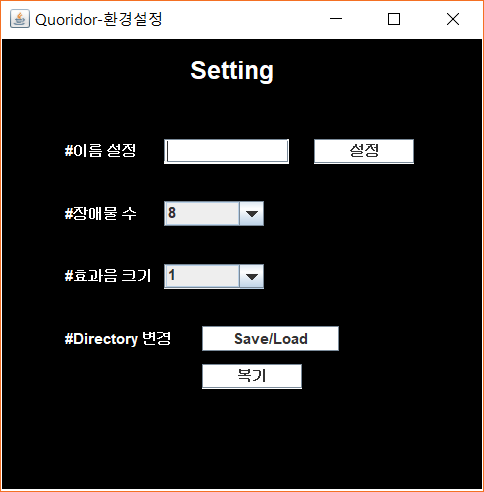 Quoridor-환경설정
Setting
#이름 설정 설정
#장애물 수 8
#효과음 크기 1
#Directory 변경 Save/Load
복기